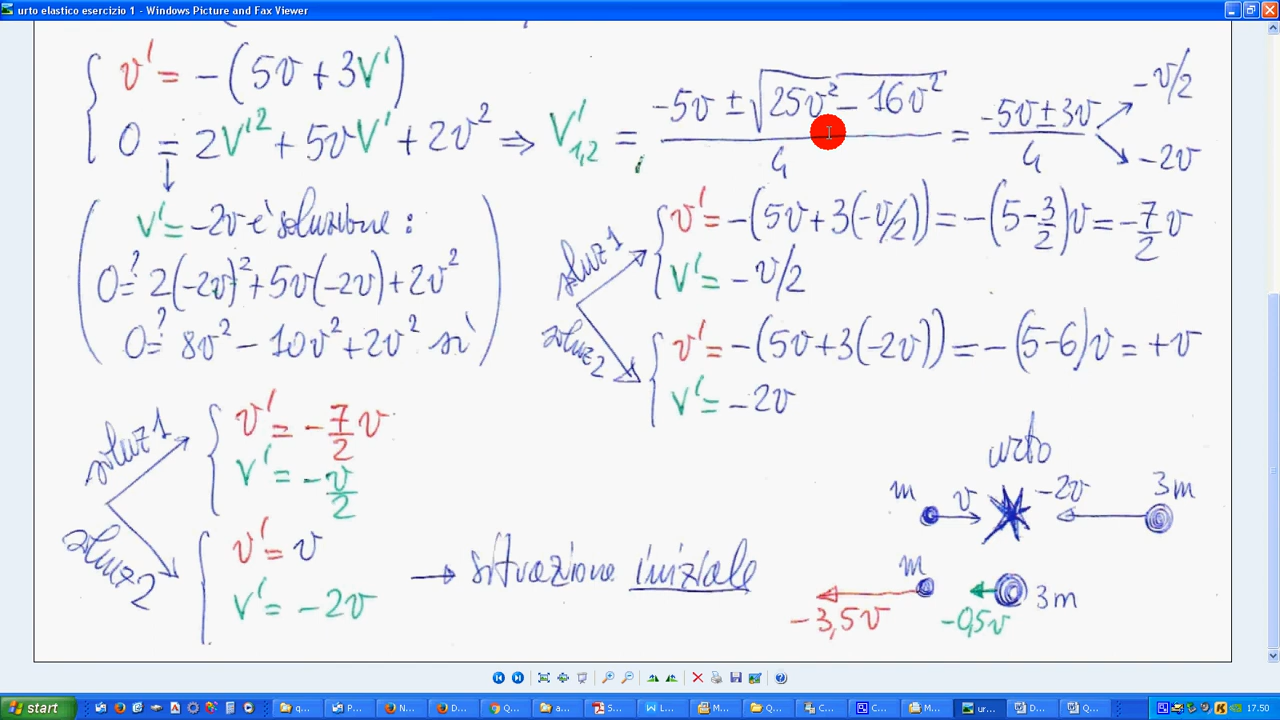 urto elastico esercizio 1 - Windows Picture and Fax Viewer
v' = -(5v + 3V')
0 = 2V'² + 5vV' + 2v² ⇒ V'₁,₂ = (-5v ± √(25v² - 16v²))/4 = (-5v ± 3v)/4
-v/2
-2v
V' = -2v è soluzione :
0 =? 2(-2v)² + 5v(-2v) + 2v²
0 =? 8v² - 10v² + 2v² sì
soluz 1
v' = -(5v + 3(-v/2)) = -(5 - 3/2)v = -7/2 v
V' = -v/2
soluz 2
v' = -(5v + 3(-2v)) = -(5-6)v = +v
V' = -2v
soluz 1
v' = -7/2 v
V' = -v/2
soluz 2
v' = v
V' = -2v
→ situazione iniziale
urto
m v -2v 3m
m 3m
-3,5v -0,5v
start
17.50